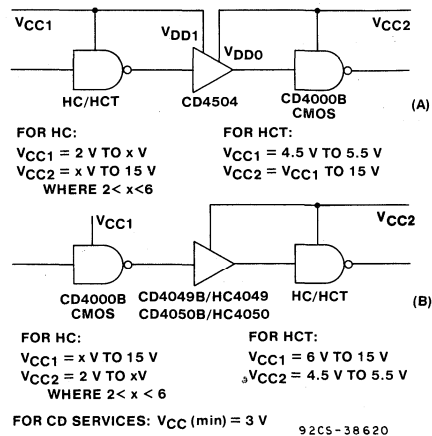 VCC1
VCC2
VDD1
VDD0
HC/HCT
CD4504
CD4000B
CMOS
(A)
FOR HC:
VCC1 = 2 V TO x V
VCC2 = x V TO 15 V
WHERE 2< x<6
FOR HCT:
VCC1 = 4.5 V TO 5.5 V
VCC2 = VCC1 TO 15 V
VCC1
VCC2
CD4000B
CMOS
CD4049B/HC4049
CD4050B/HC4050
HC/HCT
(B)
FOR HC:
VCC1 = x V TO 15 V
VCC2 = 2 V TO xV
WHERE 2 < x < 6
FOR HCT:
VCC1 = 6 V TO 15 V
VCC2 = 4.5 V TO 5.5 V
FOR CD SERVICES: VCC (min) = 3 V
92CS-38620